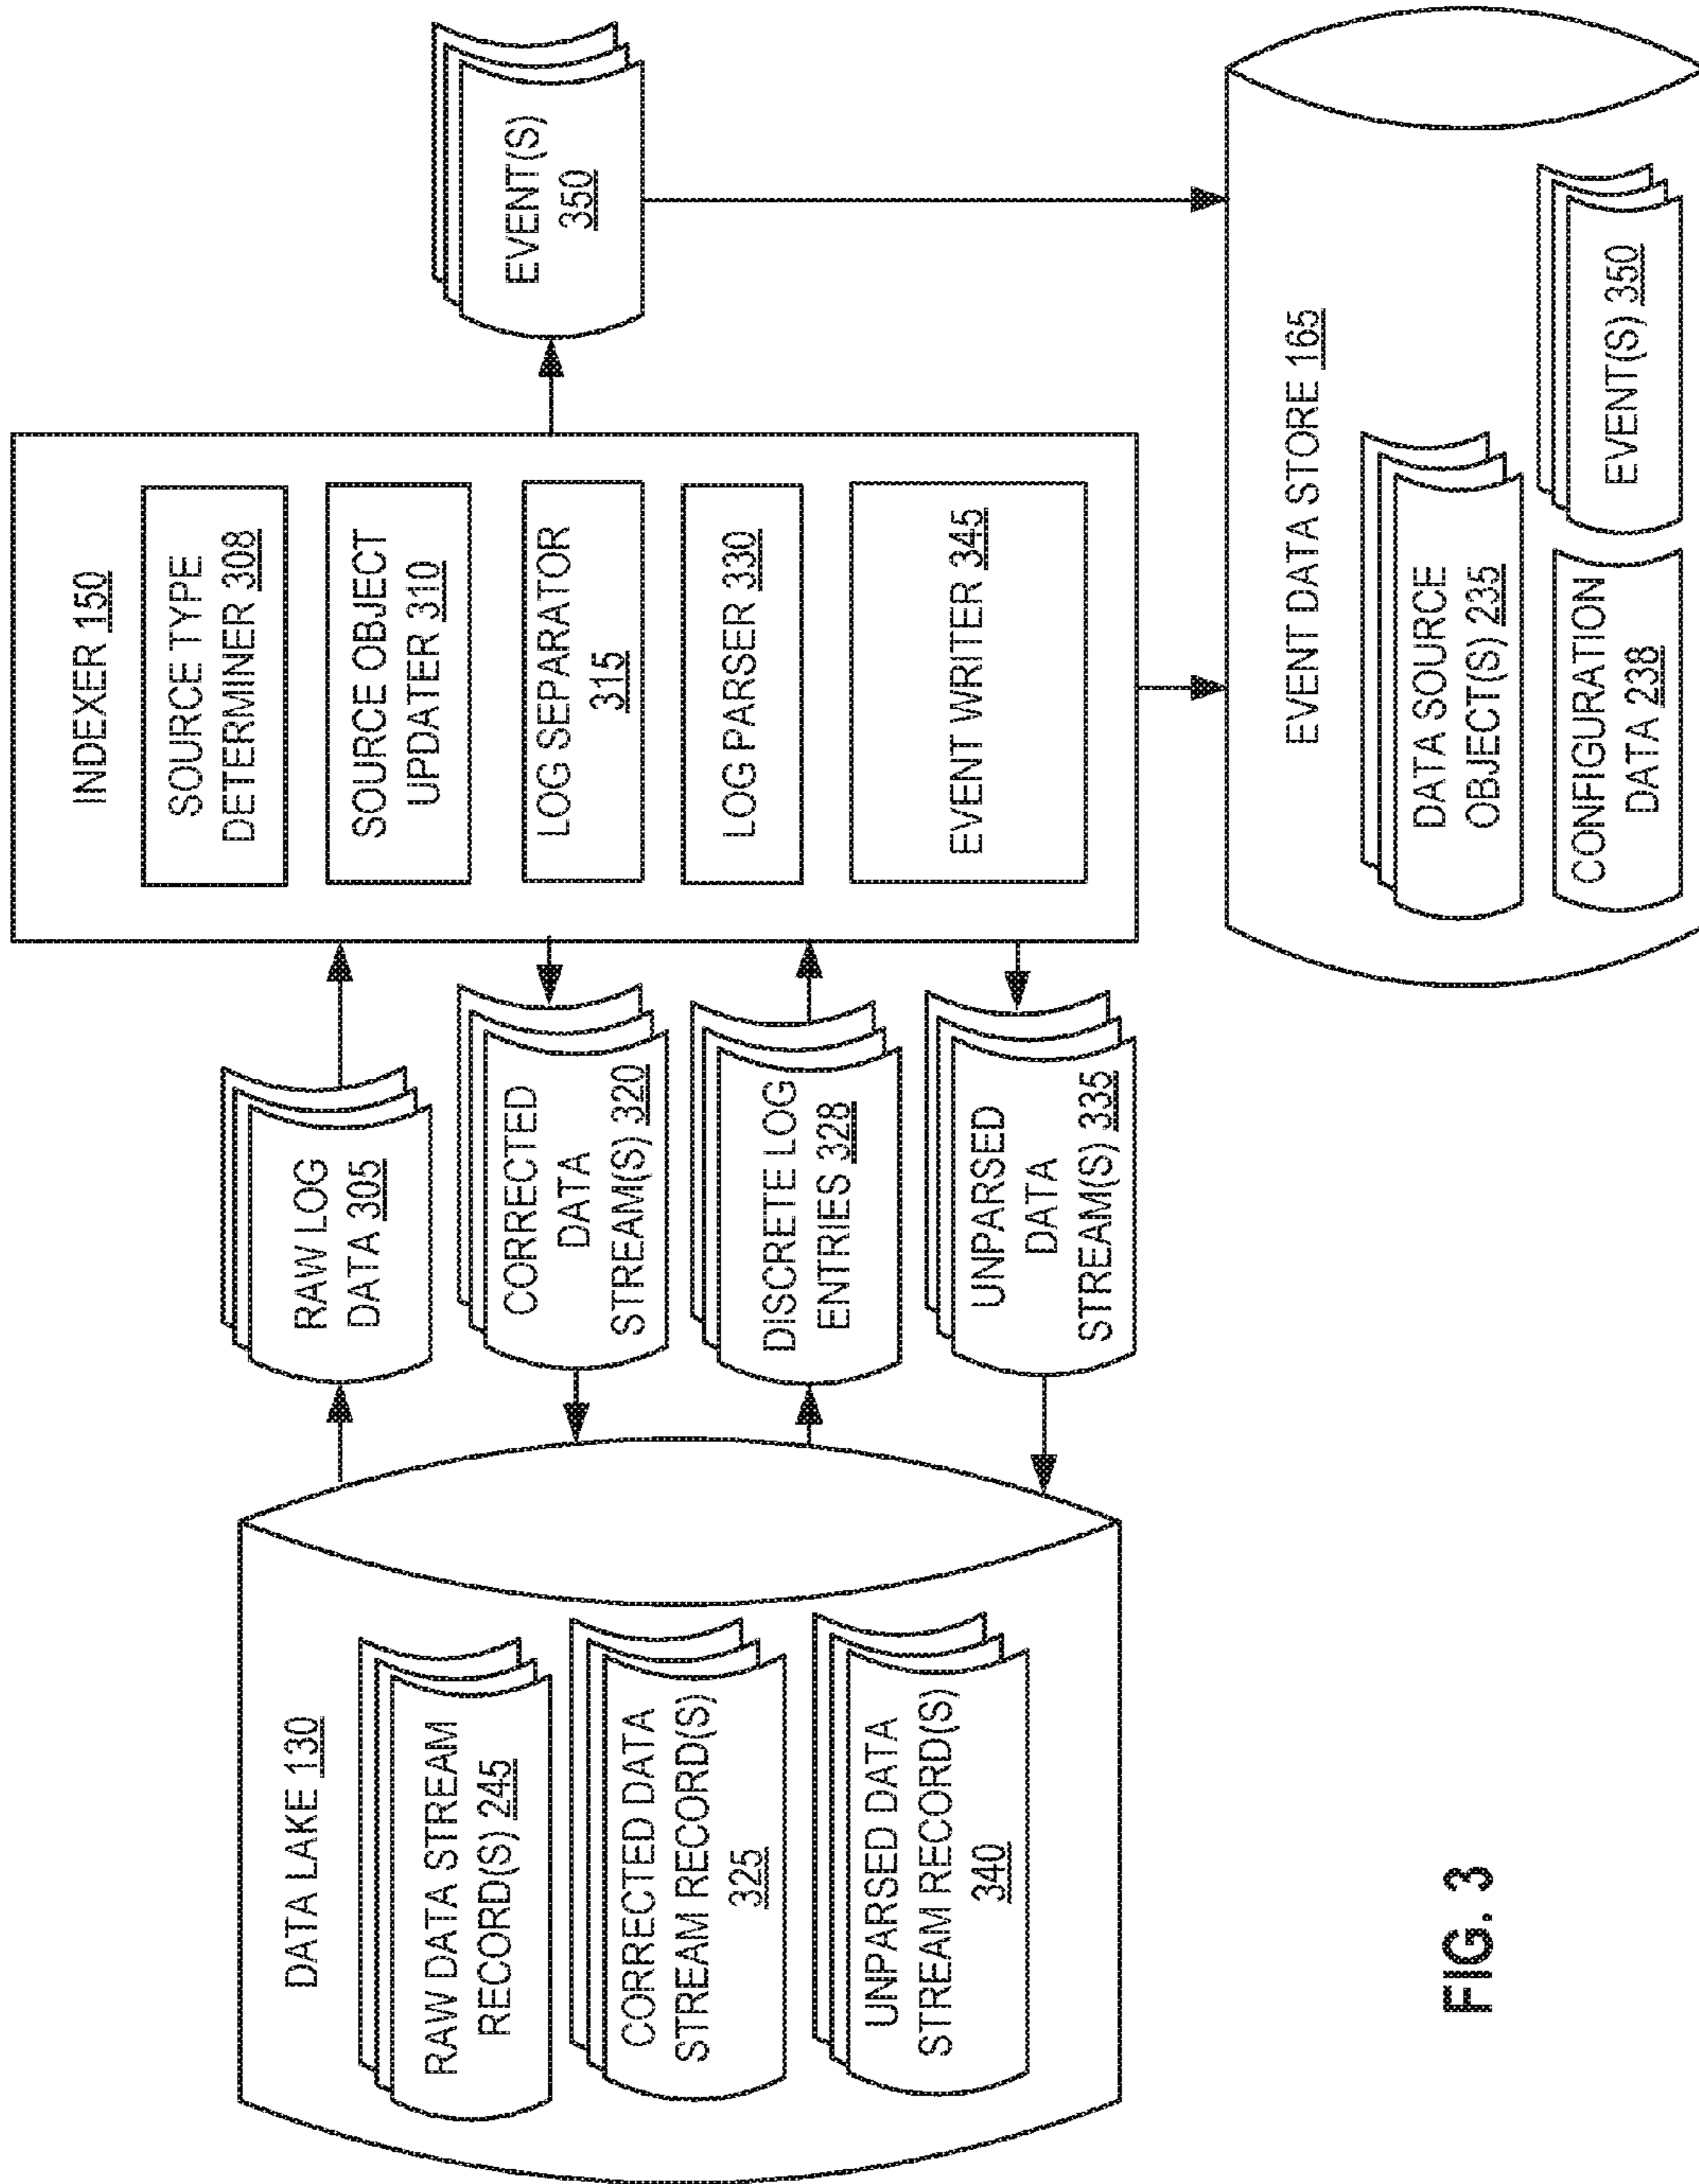 DATA LAKE 130
RAW DATA STREAM
RECORD(S) 245
CORRECTED DATA
STREAM RECORD(S)
325
UNPARSED DATA
STREAM RECORD(S)
340
RAW LOG
DATA 305
CORRECTED
DATA
STREAM(S) 320
DISCRETE LOG
ENTRIES 328
UNPARSED
DATA
STREAM(S) 335
INDEXER 150
SOURCE TYPE
DETERMINER 308
SOURCE OBJECT
UPDATER 310
LOG SEPARATOR
315
LOG PARSER 330
EVENT WRITER 345
EVENT(S)
350
EVENT DATA STORE 165
DATA SOURCE
OBJECT(S) 235
CONFIGURATION
DATA 238
EVENT(S) 350
FIG. 3